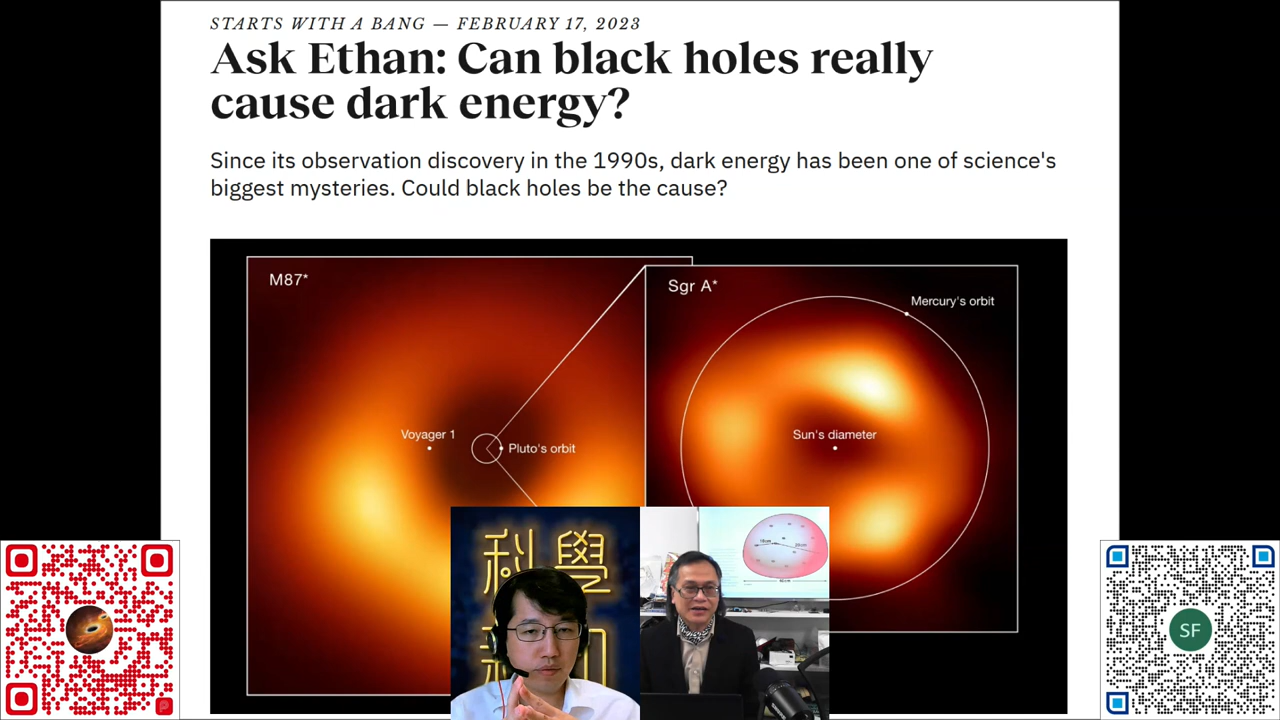 STARTS WITH A BANG — FEBRUARY 17, 2023
Ask Ethan: Can black holes really
cause dark energy?
Since its observation discovery in the 1990s, dark energy has been one of science's
biggest mysteries. Could black holes be the cause?
M87*
Sgr A*
Mercury's orbit
Voyager 1
Pluto's orbit
Sun's diameter
科學
SF